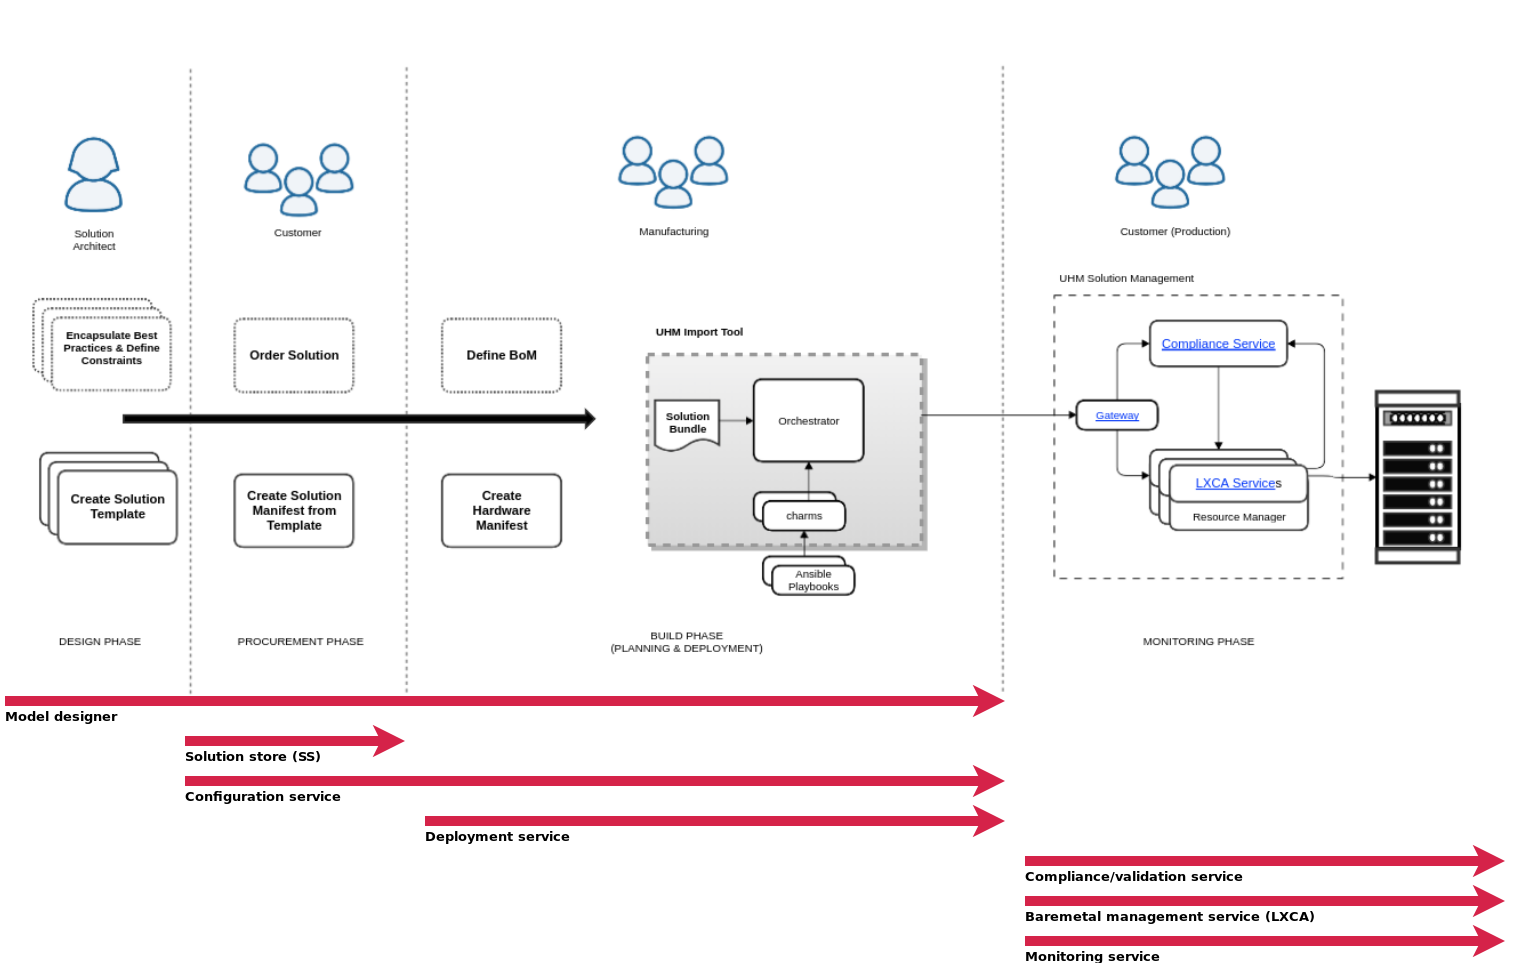 Solution
Architect
Customer
Manufacturing
Customer (Production)
UHM Solution Management
Encapsulate Best
Practices & Define
Constraints
Order Solution
Define BoM
UHM Import Tool
Solution
Bundle
Orchestrator
charms
Ansible
Playbooks
Compliance Service
Gateway
LXCA Services
Resource Manager
Create Solution
Template
Create Solution
Manifest from
Template
Create
Hardware
Manifest
DESIGN PHASE
PROCUREMENT PHASE
BUILD PHASE
(PLANNING & DEPLOYMENT)
MONITORING PHASE
Model designer
Solution store (SS)
Configuration service
Deployment service
Compliance/validation service
Baremetal management service (LXCA)
Monitoring service